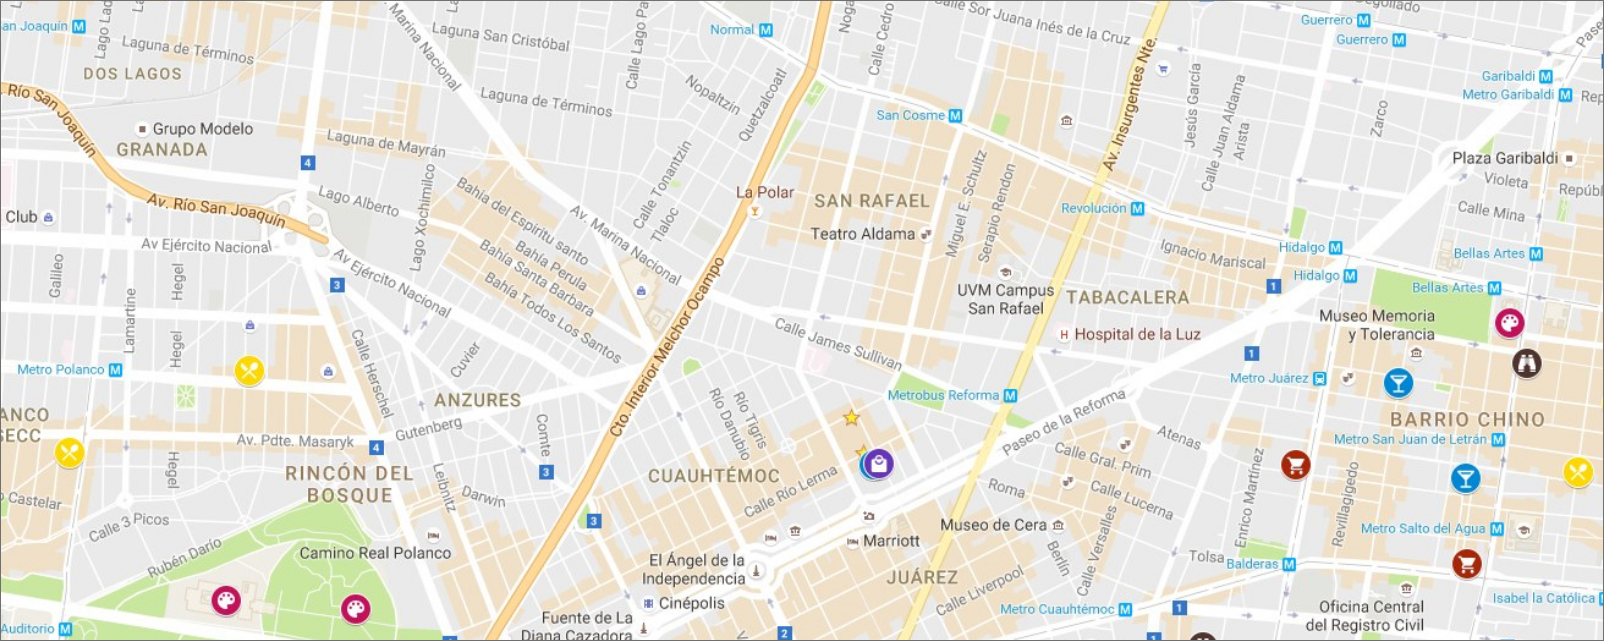 an Joaquín M
Lago Lag
Laguna de Términos
DOS LAGOS
. Río San Joaquín
Grupo Modelo
GRANADA
4
Marina Nacional
Laguna San Cristóbal
Calle Lago Pa
Laguna de Términos
Nopaltzin
Quetzalcoatl
Normal M
Noga
Calle Cedro
Calle Sor Juana Inés de la Cruz
Av. Insurgentes Nte.
Guerrero M
Guerrero M
egollado
Pase
Garibaldi M
Metro Garibaldi M
Rep
Jesús García
Calle Juan Aldama
Arista
Zarco
Plaza Garibaldi
Violeta
Repúbl
Calle Mina
San Cosme M
Laguna de Mayrán
Lago Alberto
Av. Río San Joaquín
Club
Av Ejército Nacional
Av Ejército Nacional
Lago Xochimilco
Bahía del Espiritu santo
Bahía Perula
Bahía Santa Barbara
Bahía Todos Los Santos
Av. Marina Nacional
Calle Tonantzin
Tlaloc
La Polar
SAN RAFAEL
Teatro Aldama
Miguel E. Schultz
Serapio Rendon
Revolución M
Ignacio Mariscal
Hidalgo M
Hidalgo M
Bellas Artes M
Bellas Artes M
Galileo
Hegel
Lamartine
Hegel
3
UVM Campus
San Rafael
TABACALERA
1
Museo Memoria
y Tolerancia
Hospital de la Luz
1
Calle James Sullivan
Cto. Interior Melchor Ocampo
Cuvier
Calle Herschel
Metro Polanco M
Metrobus Reforma M
Metro Juárez
BARRIO CHINO
Metro San Juan de Letrán M
ANZURES
Gutenberg
Río Tigris
Río Danubio
Paseo de la Reforma
Atenas
ANCO
SECC
Av. Pdte. Masaryk
4
Comte
3
Hegel
RINCÓN DEL
BOSQUE
Leibnitz
Darwin
CUAUHTÉMOC
Calle Río Lerma
Calle Gral. Prim
Calle Lucerna
Roma
Enrico Martínez
Revillagigedo
Castelar
Calle 3 Picos
Rubén Darío
Camino Real Polanco
3
Museo de Cera
Marriott
Berlín
Calle Versalles
Metro Salto del Agua M
El Ángel de la
Independencia
JUÁREZ
Tolsa
Balderas M
Cinépolis
Calle Liverpool
Metro Cuauhtémoc M
1
Isabel la Católica
Oficina Central
del Registro Civil
Fuente de La
Diana Cazadora
Auditorio M
2
1